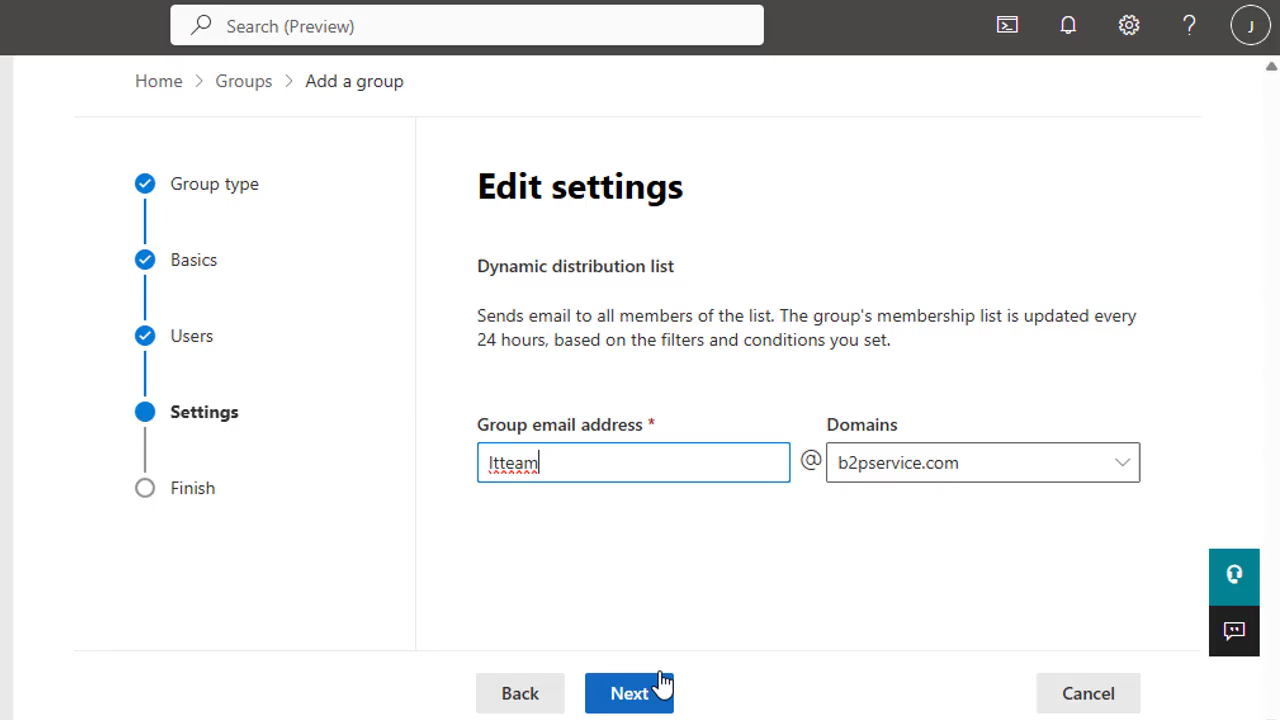 Search (Preview)
J
Home > Groups > Add a group
Group type
Basics
Users
Settings
Finish
Edit settings
Dynamic distribution list
Sends email to all members of the list. The group's membership list is updated every
24 hours, based on the filters and conditions you set.
Group email address * Domains
Itteam @ b2pservice.com
Back Next Cancel